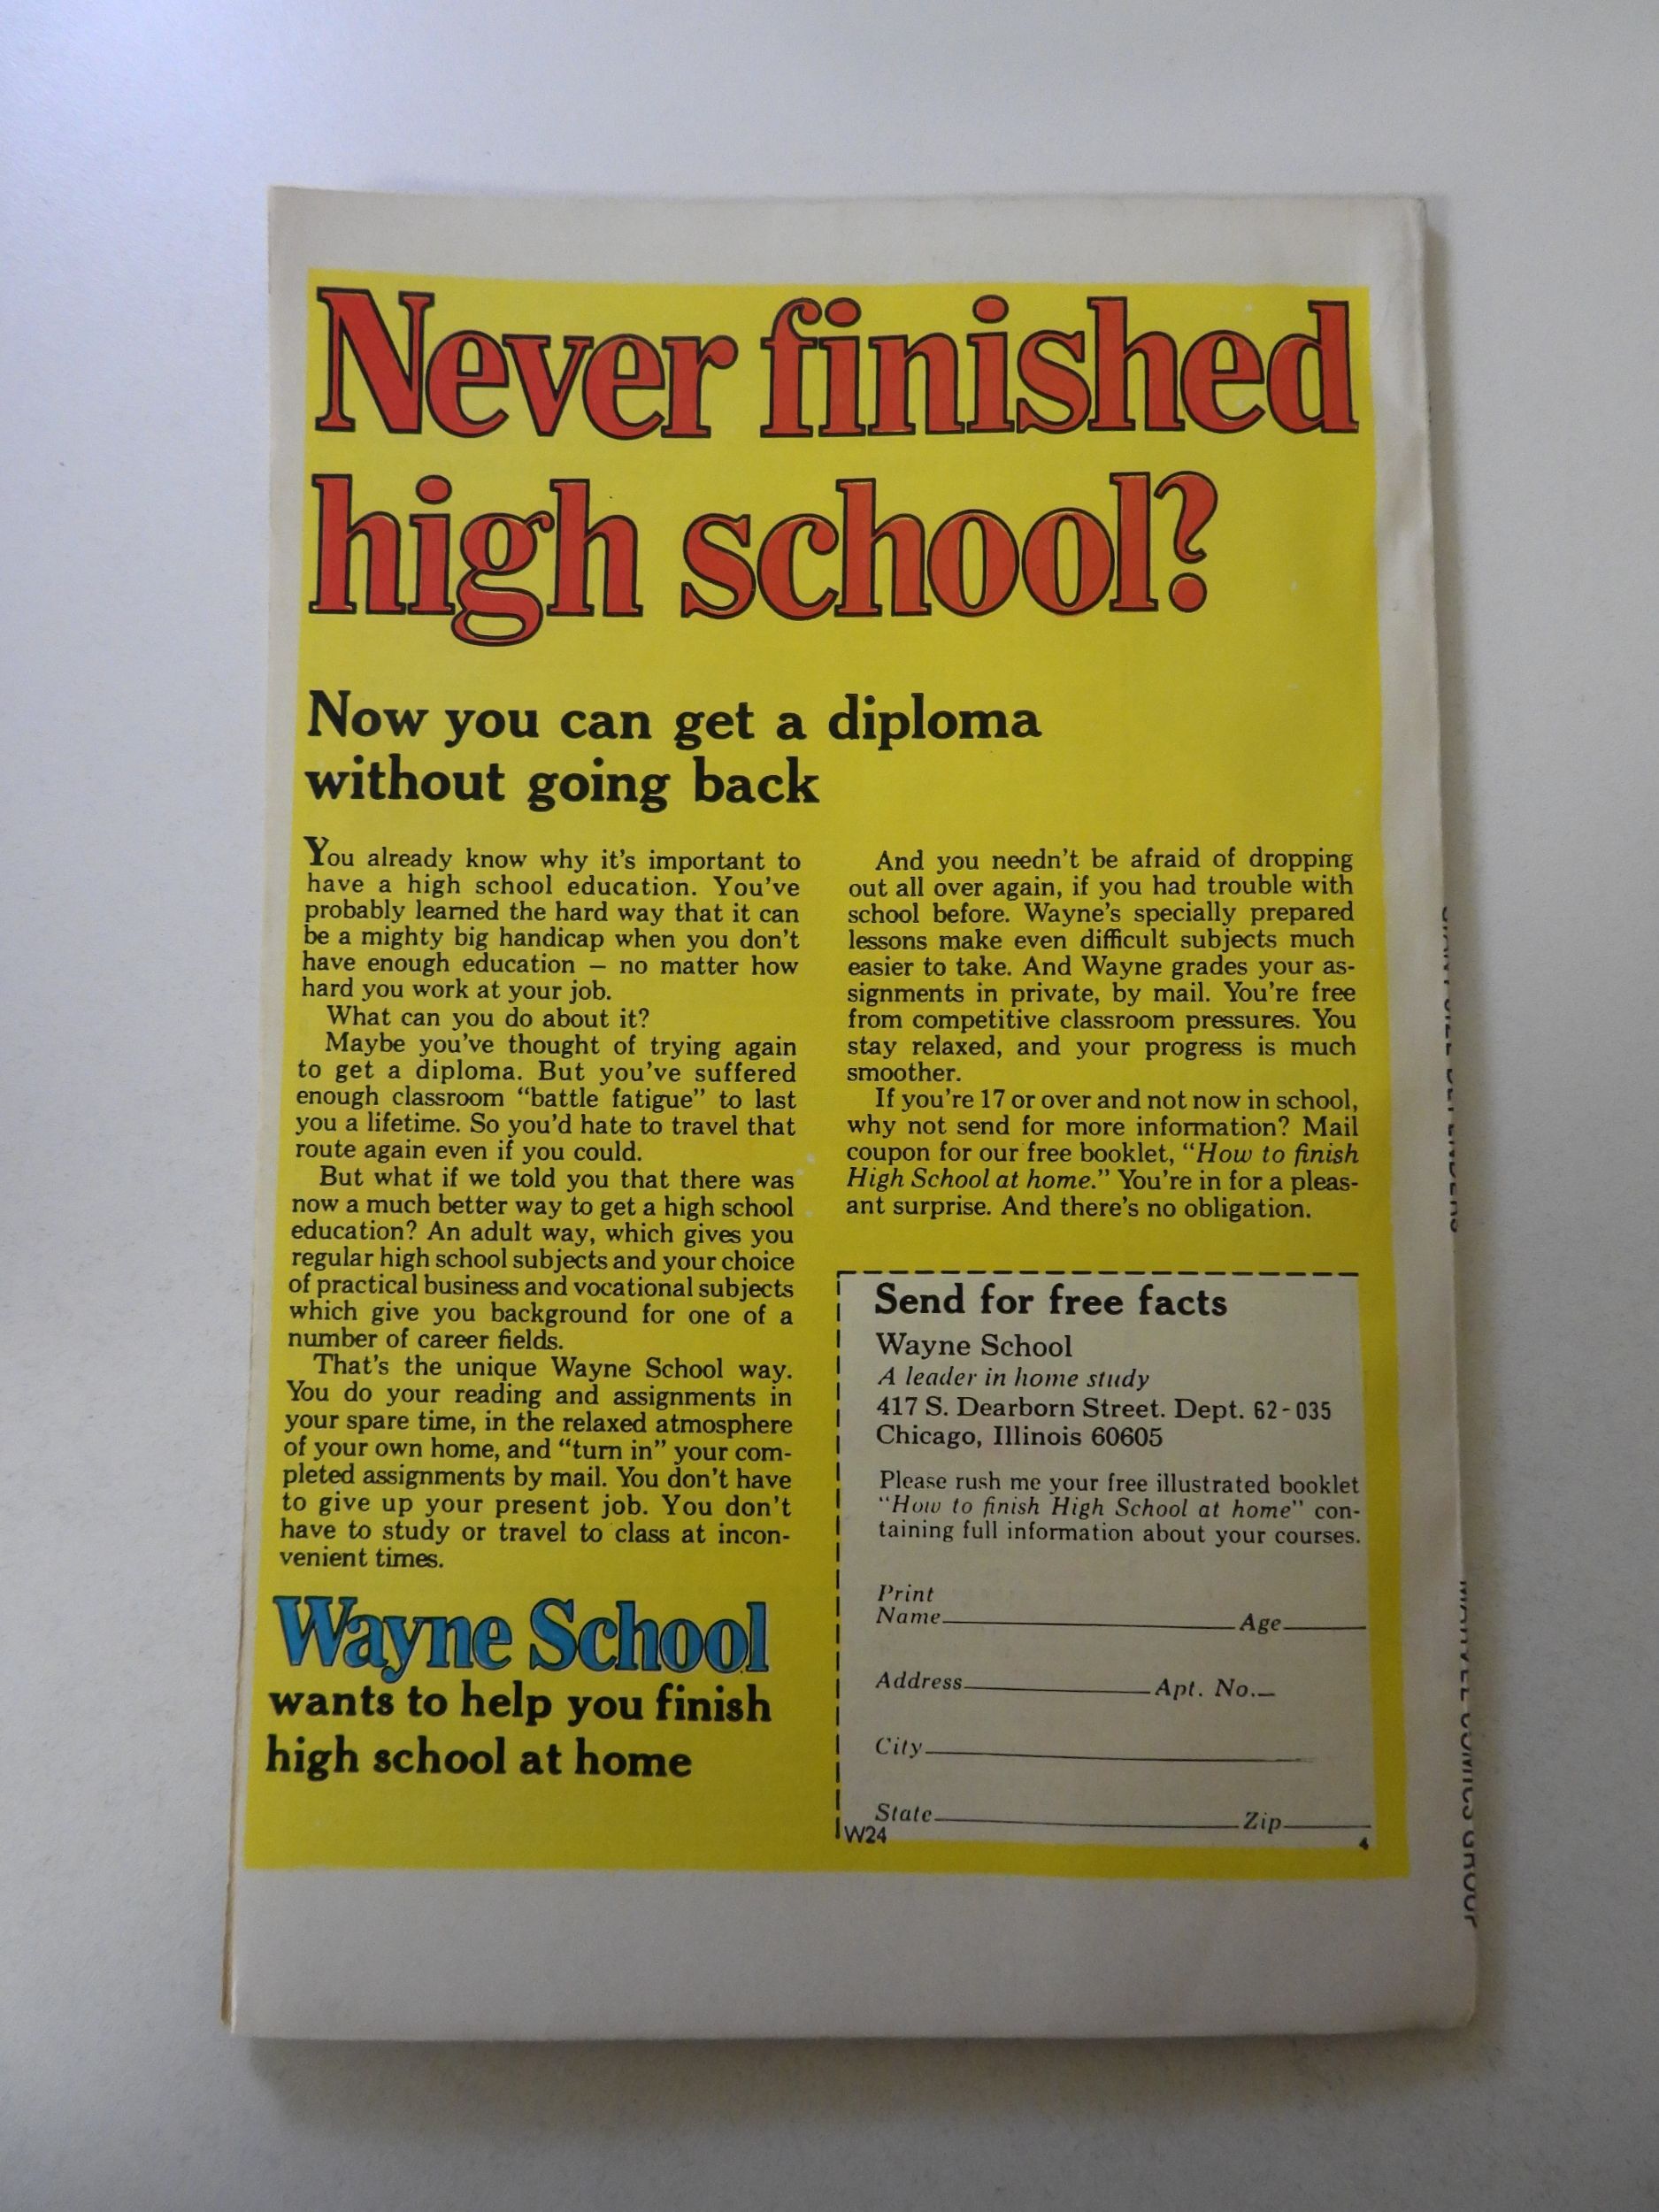 Never finished
high school?
Now you can get a diploma
without going back
You already know why it's important to
have a high school education. You've
probably learned the hard way that it can
be a mighty big handicap when you don't
have enough education — no matter how
hard you work at your job.
What can you do about it?
Maybe you've thought of trying again
to get a diploma. But you've suffered
enough classroom "battle fatigue" to last
you a lifetime. So you'd hate to travel that
route again even if you could.
But what if we told you that there was
now a much better way to get a high school
education? An adult way, which gives you
regular high school subjects and your choice
of practical business and vocational subjects
which give you background for one of a
number of career fields.
That's the unique Wayne School way.
You do your reading and assignments in
your spare time, in the relaxed atmosphere
of your own home, and "turn in" your com-
pleted assignments by mail. You don't have
to give up your present job. You don't
have to study or travel to class at incon-
venient times.
Wayne School
wants to help you finish
high school at home
And you needn't be afraid of dropping
out all over again, if you had trouble with
school before. Wayne's specially prepared
lessons make even difficult subjects much
easier to take. And Wayne grades your as-
signments in private, by mail. You're free
from competitive classroom pressures. You
stay relaxed, and your progress is much
smoother.
If you're 17 or over and not now in school,
why not send for more information? Mail
coupon for our free booklet, "How to finish
High School at home." You're in for a pleas-
ant surprise. And there's no obligation.
Send for free facts
Wayne School
A leader in home study
417 S. Dearborn Street. Dept. 62-035
Chicago, Illinois 60605
Please rush me your free illustrated booklet
"How to finish High School at home" con-
taining full information about your courses.
Print
Name Age
Address Apt. No.
City
State Zip
W24 4
MARVEL COMICS GROUP